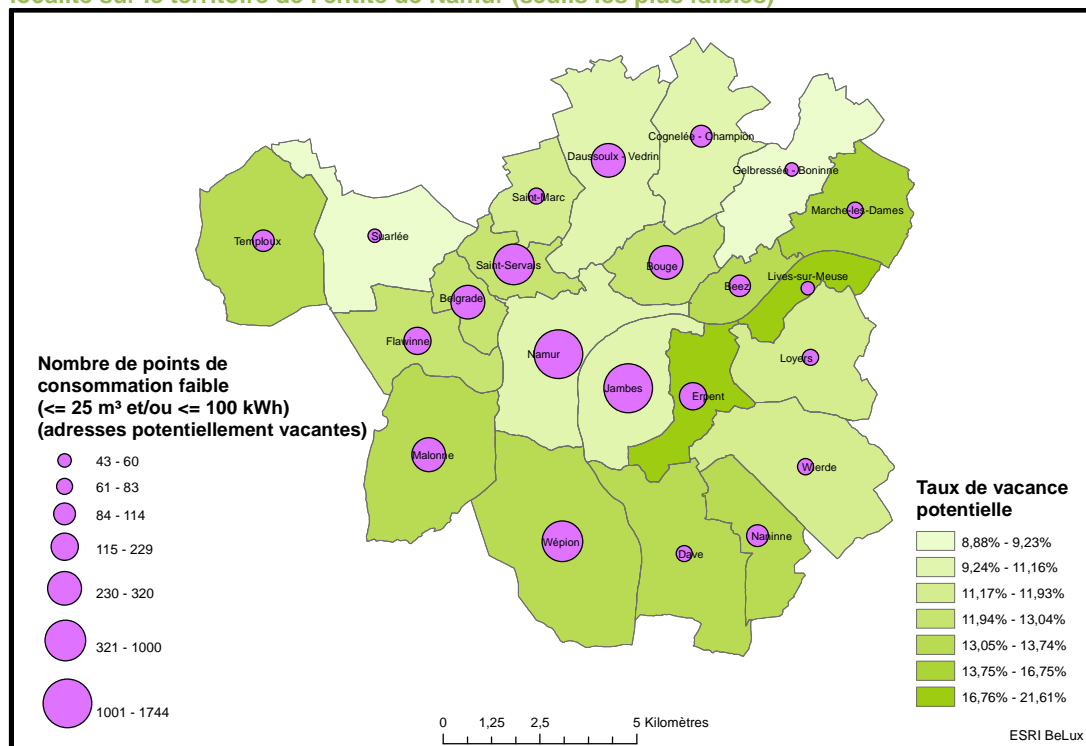 localité sur le territoire de l'entité de Namur (seuils les plus faibles)
Cognelée - Champion
Daussoulx - Vedrin
Gelbressée - Boninne
Saint-Marc
Marche-les-Dames
Temploux
Suarlée
Saint-Servais
Bouge
Lives-sur-Meuse
Beez
Belgrade
Flawinne
Namur
Loyers
Jambes
Erpent
Malonne
Wierde
Wépion
Dave
Naninne
Nombre de points de
consommation faible
(<= 25 m³ et/ou <= 100 kWh)
(adresses potentiellement vacantes)
43 - 60
61 - 83
84 - 114
115 - 229
230 - 320
321 - 1000
1001 - 1744
Taux de vacance
potentielle
8,88% - 9,23%
9,24% - 11,16%
11,17% - 11,93%
11,94% - 13,04%
13,05% - 13,74%
13,75% - 16,75%
16,76% - 21,61%
0 1,25 2,5 5 Kilomètres
ESRI BeLux